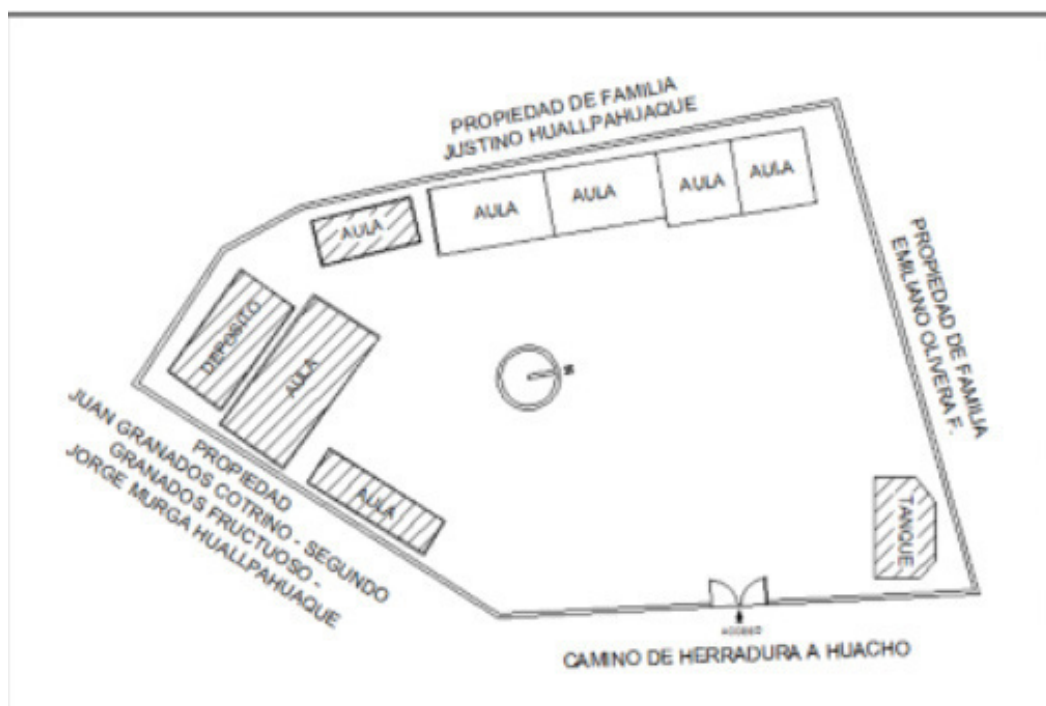 PROPIEDAD DE FAMILIA
JUSTINO HUALLPAHUAQUE
AULA
AULA
AULA
AULA
AULA
DEPOSITO
AULA
AULA
N
PROPIEDAD DE FAMILIA
EMILIANO OLIVERA F.
TANQUE
PROPIEDAD
JUAN GRANADOS COTRINO - SEGUNDO
GRANADOS FRUCTUOSO -
JORGE MURGA HUALLPAHUAQUE
ACCESO
CAMINO DE HERRADURA A HUACHO